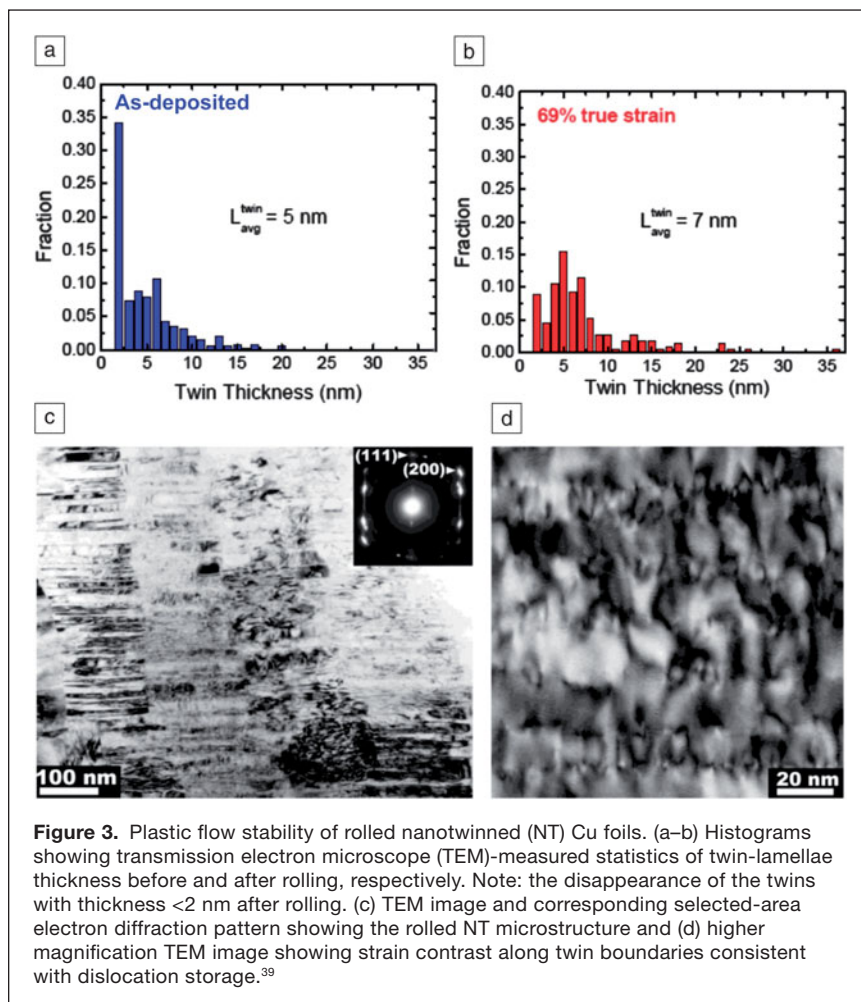 a
b
0.40
0.35
0.30
0.25
0.20
0.15
0.10
0.05
0.00
Fraction
As-deposited
L twin avg = 5 nm
0 5 10 15 20 25 30 35
Twin Thickness (nm)
0.40
0.35
0.30
0.25
0.20
0.15
0.10
0.05
0.00
Fraction
69% true strain
L twin avg = 7 nm
0 5 10 15 20 25 30 35
Twin Thickness (nm)
c
d
(111)
(200)
100 nm
20 nm
Figure 3. Plastic flow stability of rolled nanotwinned (NT) Cu foils. (a–b) Histograms
showing transmission electron microscope (TEM)-measured statistics of twin-lamellae
thickness before and after rolling, respectively. Note: the disappearance of the twins
with thickness <2 nm after rolling. (c) TEM image and corresponding selected-area
electron diffraction pattern showing the rolled NT microstructure and (d) higher
magnification TEM image showing strain contrast along twin boundaries consistent
with dislocation storage.39